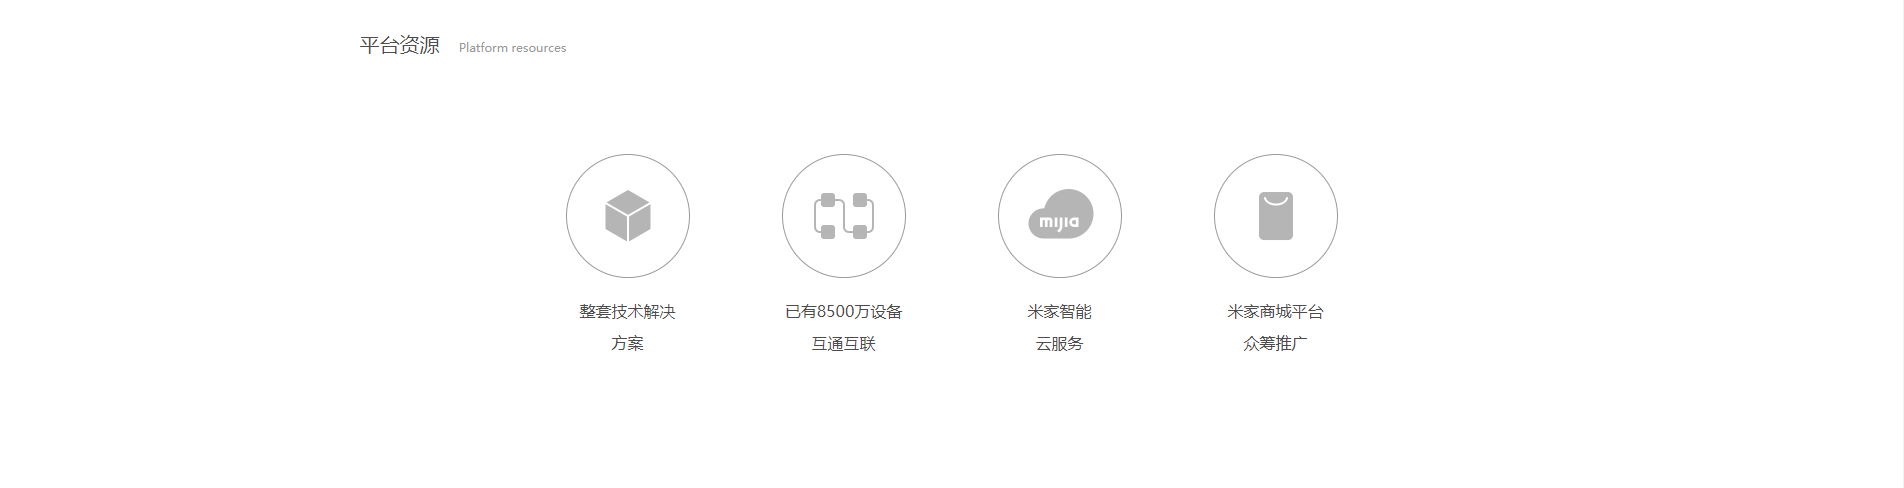 平台资源 Platform resources
mijia
整套技术解决
方案
已有8500万设备
互通互联
米家智能
云服务
米家商城平台
众筹推广